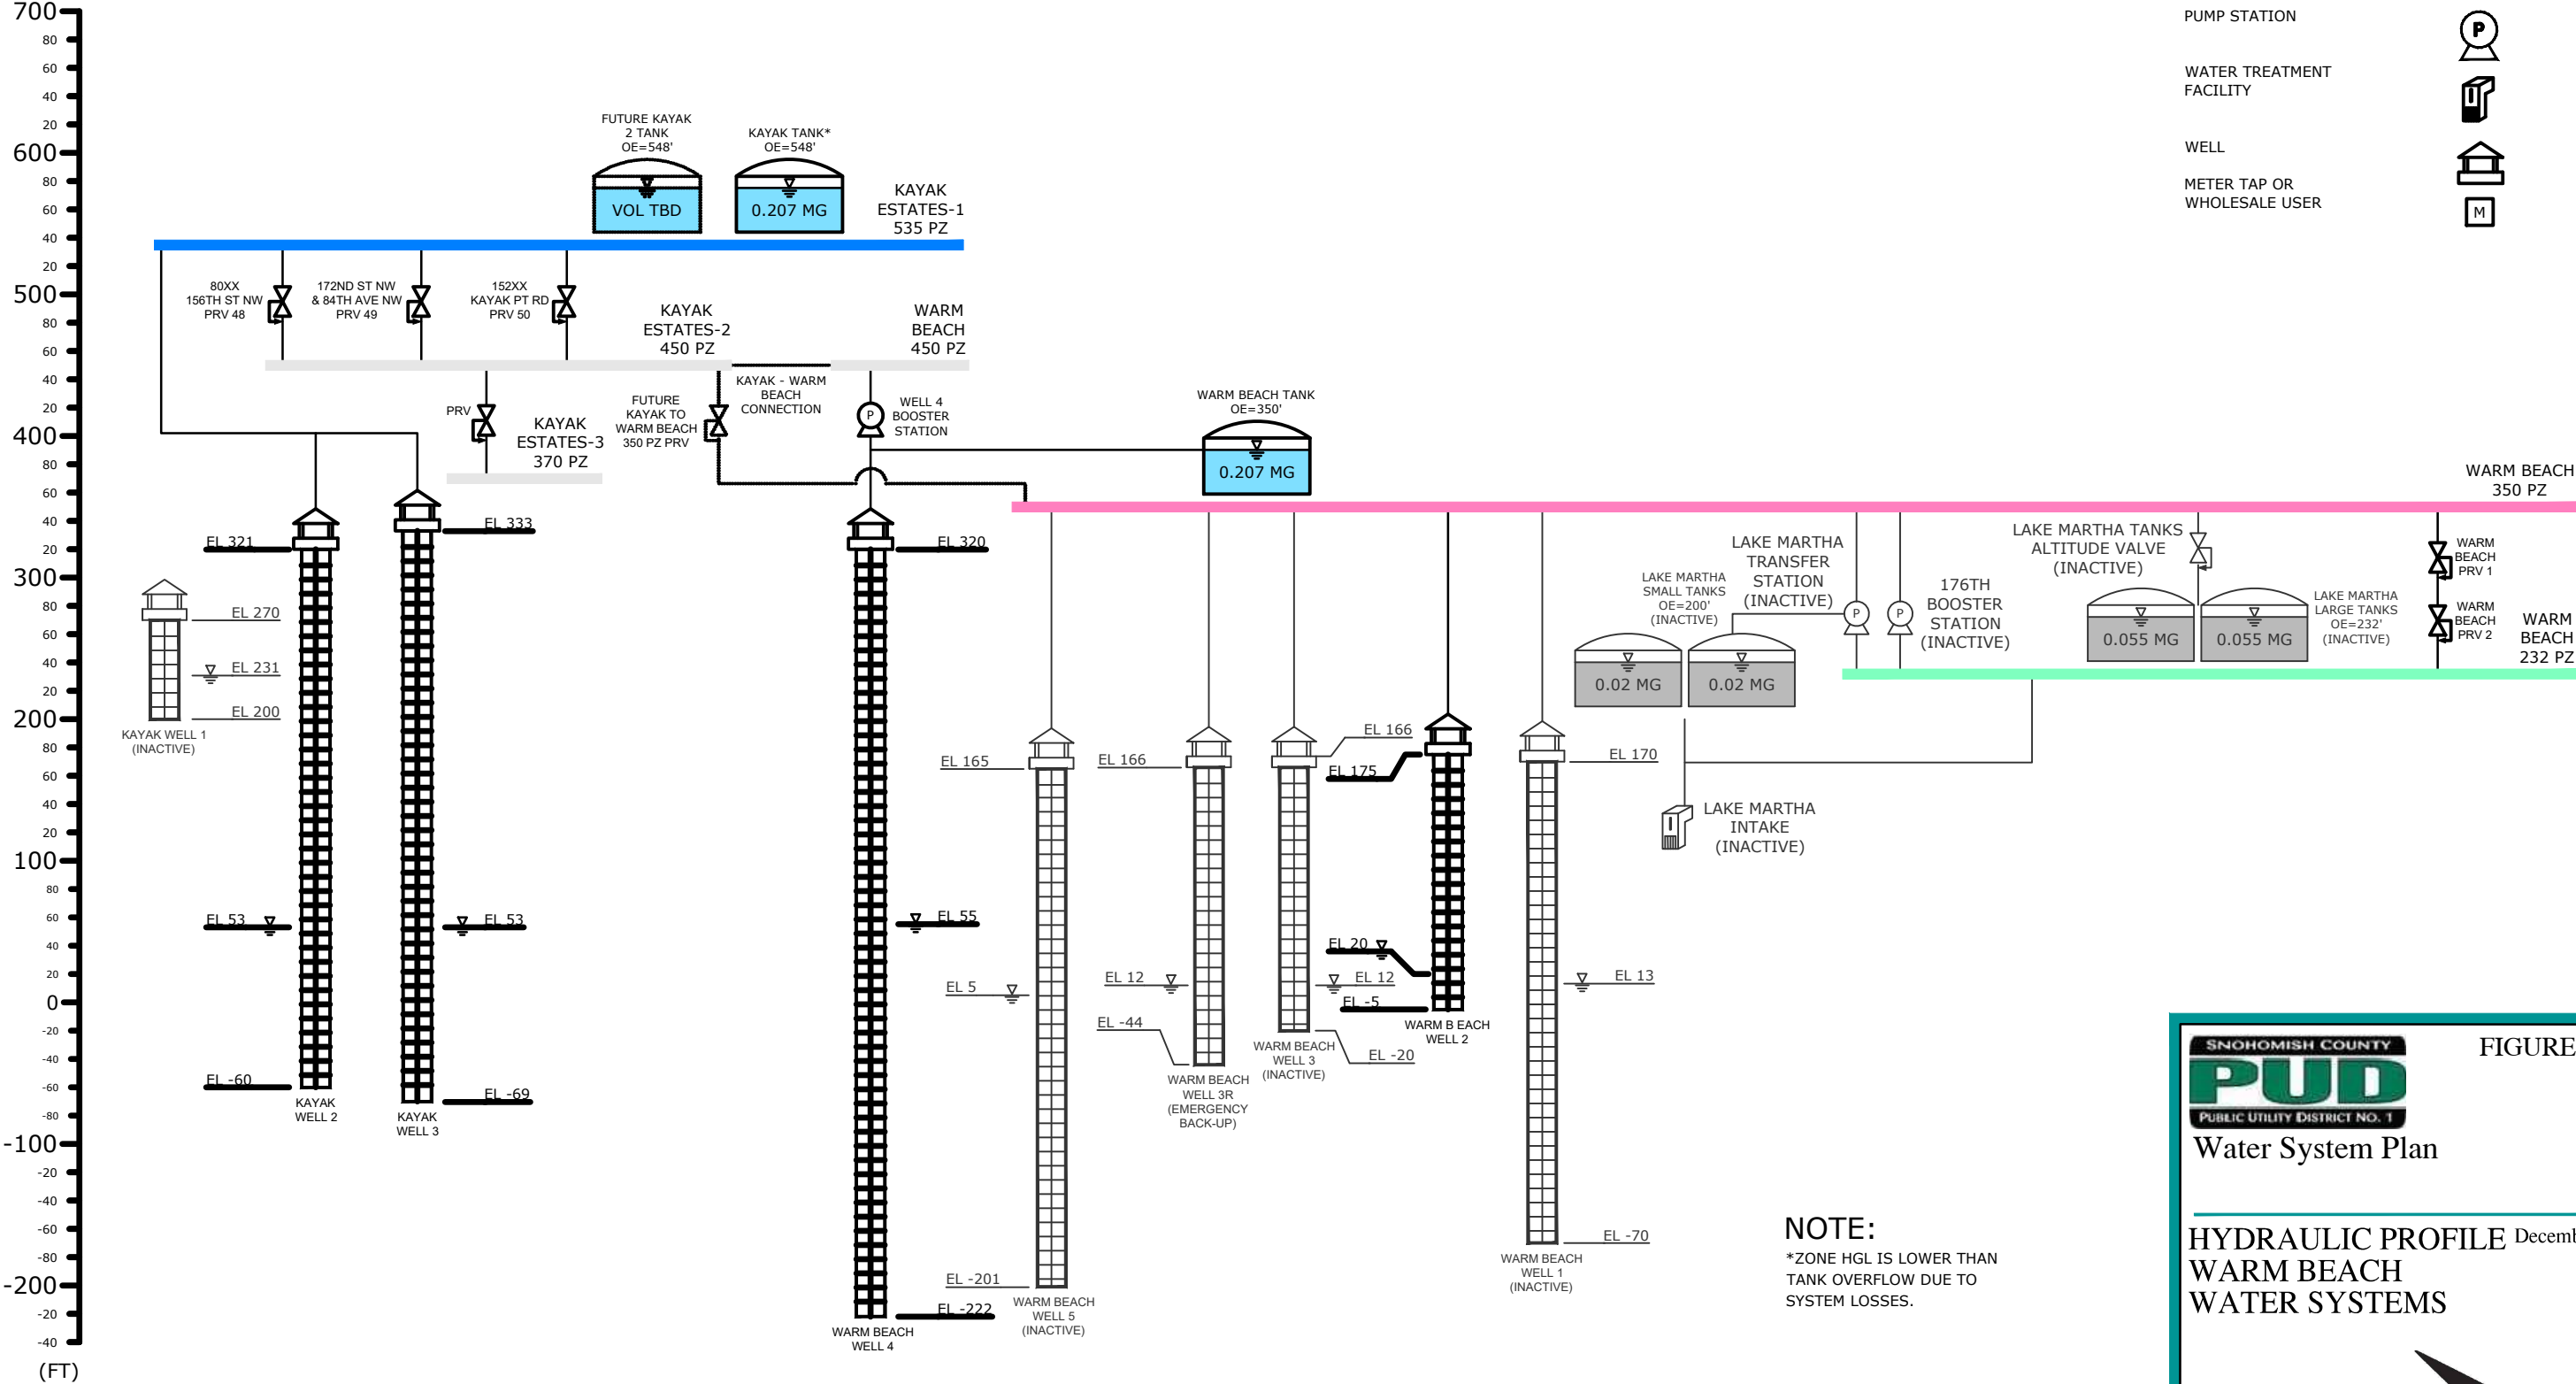 700
80
60
40
20
600
80
60
40
20
500
80
60
40
20
400
80
60
40
20
300
80
60
40
20
200
80
60
40
20
100
80
60
40
20
0
-20
-40
-60
-80
-100
-20
-40
-60
-80
-200
-20
-40
(FT)
FUTURE KAYAK
2 TANK
OE=548'
VOL TBD
KAYAK TANK*
OE=548'
0.207 MG
KAYAK
ESTATES-1
535 PZ
80XX
156TH ST NW
PRV 48
172ND ST NW
& 84TH AVE NW
PRV 49
152XX
KAYAK PT RD
PRV 50
KAYAK
ESTATES-2
450 PZ
WARM
BEACH
450 PZ
KAYAK - WARM
BEACH
CONNECTION
PRV
KAYAK
ESTATES-3
370 PZ
FUTURE
KAYAK TO
WARM BEACH
350 PZ PRV
P
WELL 4
BOOSTER
STATION
WARM BEACH TANK
OE=350'
0.207 MG
WARM BEACH
350 PZ
EL 270
EL 231
EL 200
KAYAK WELL 1
(INACTIVE)
EL 321
EL 53
EL -60
KAYAK
WELL 2
EL 333
EL 53
EL -69
KAYAK
WELL 3
EL 320
EL 55
EL -222
WARM BEACH
WELL 4
EL 165
EL 5
EL -201
WARM BEACH
WELL 5
(INACTIVE)
EL 166
EL 12
EL -44
WARM BEACH
WELL 3R
(EMERGENCY
BACK-UP)
EL 166
EL 12
EL -20
WARM BEACH
WELL 3
(INACTIVE)
EL 175
EL 20
EL -5
WARM B EACH
WELL 2
EL 170
EL 13
EL -70
WARM BEACH
WELL 1
(INACTIVE)
LAKE MARTHA
SMALL TANKS
OE=200'
(INACTIVE)
0.02 MG
0.02 MG
LAKE MARTHA
TRANSFER
STATION
(INACTIVE)
P
P
176TH
BOOSTER
STATION
(INACTIVE)
LAKE MARTHA TANKS
ALTITUDE VALVE
(INACTIVE)
0.055 MG
0.055 MG
LAKE MARTHA
LARGE TANKS
OE=232'
(INACTIVE)
WARM
BEACH
PRV 1
WARM
BEACH
PRV 2
WARM
BEACH
232 PZ
LAKE MARTHA
INTAKE
(INACTIVE)
PUMP STATION
P
WATER TREATMENT
FACILITY
WELL
METER TAP OR
WHOLESALE USER
M
NOTE:
*ZONE HGL IS LOWER THAN
TANK OVERFLOW DUE TO
SYSTEM LOSSES.
SNOHOMISH COUNTY
PUD
PUBLIC UTILITY DISTRICT NO. 1
FIGURE
Water System Plan
HYDRAULIC PROFILE
WARM BEACH
WATER SYSTEMS